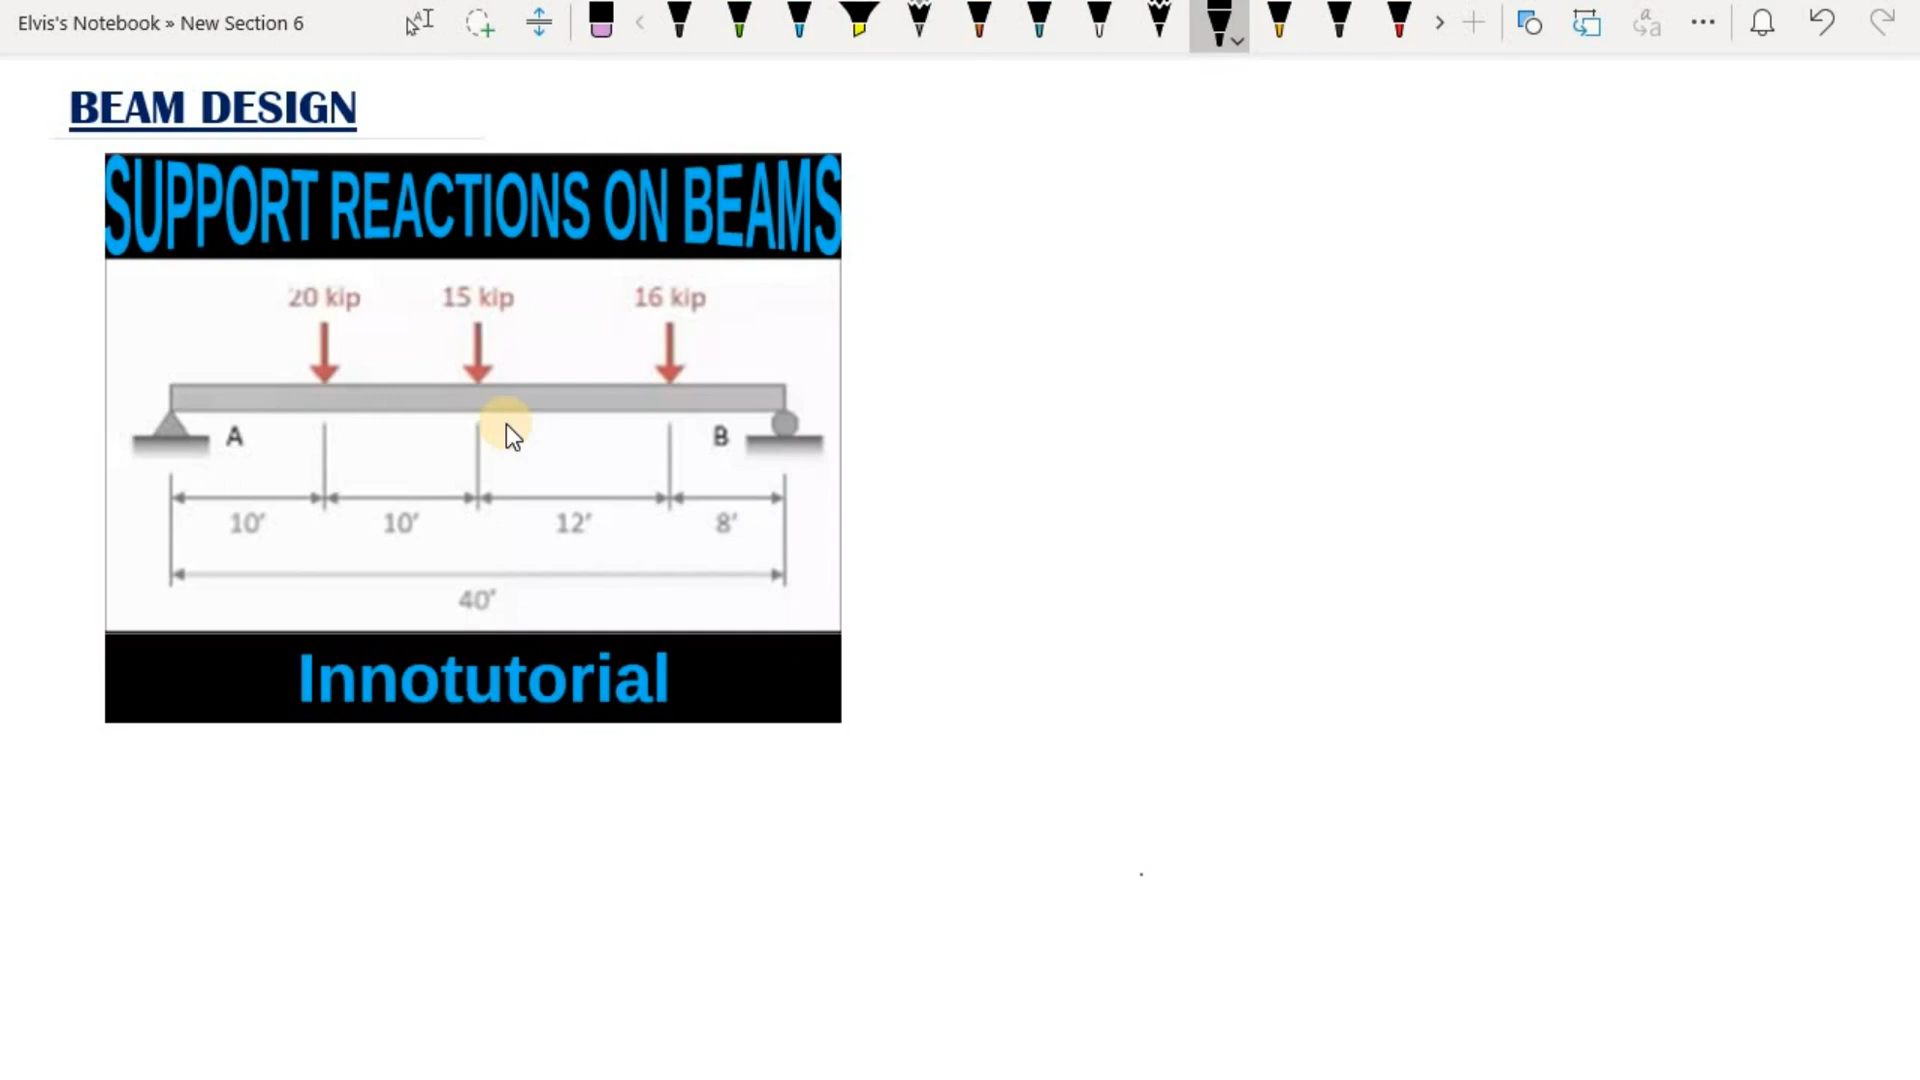 Elvis's Notebook » New Section 6
BEAM DESIGN
SUPPORT REACTIONS ON BEAMS
20 kip 15 kip 16 kip
A B
10' 10' 12' 8'
40'
Innotutorial